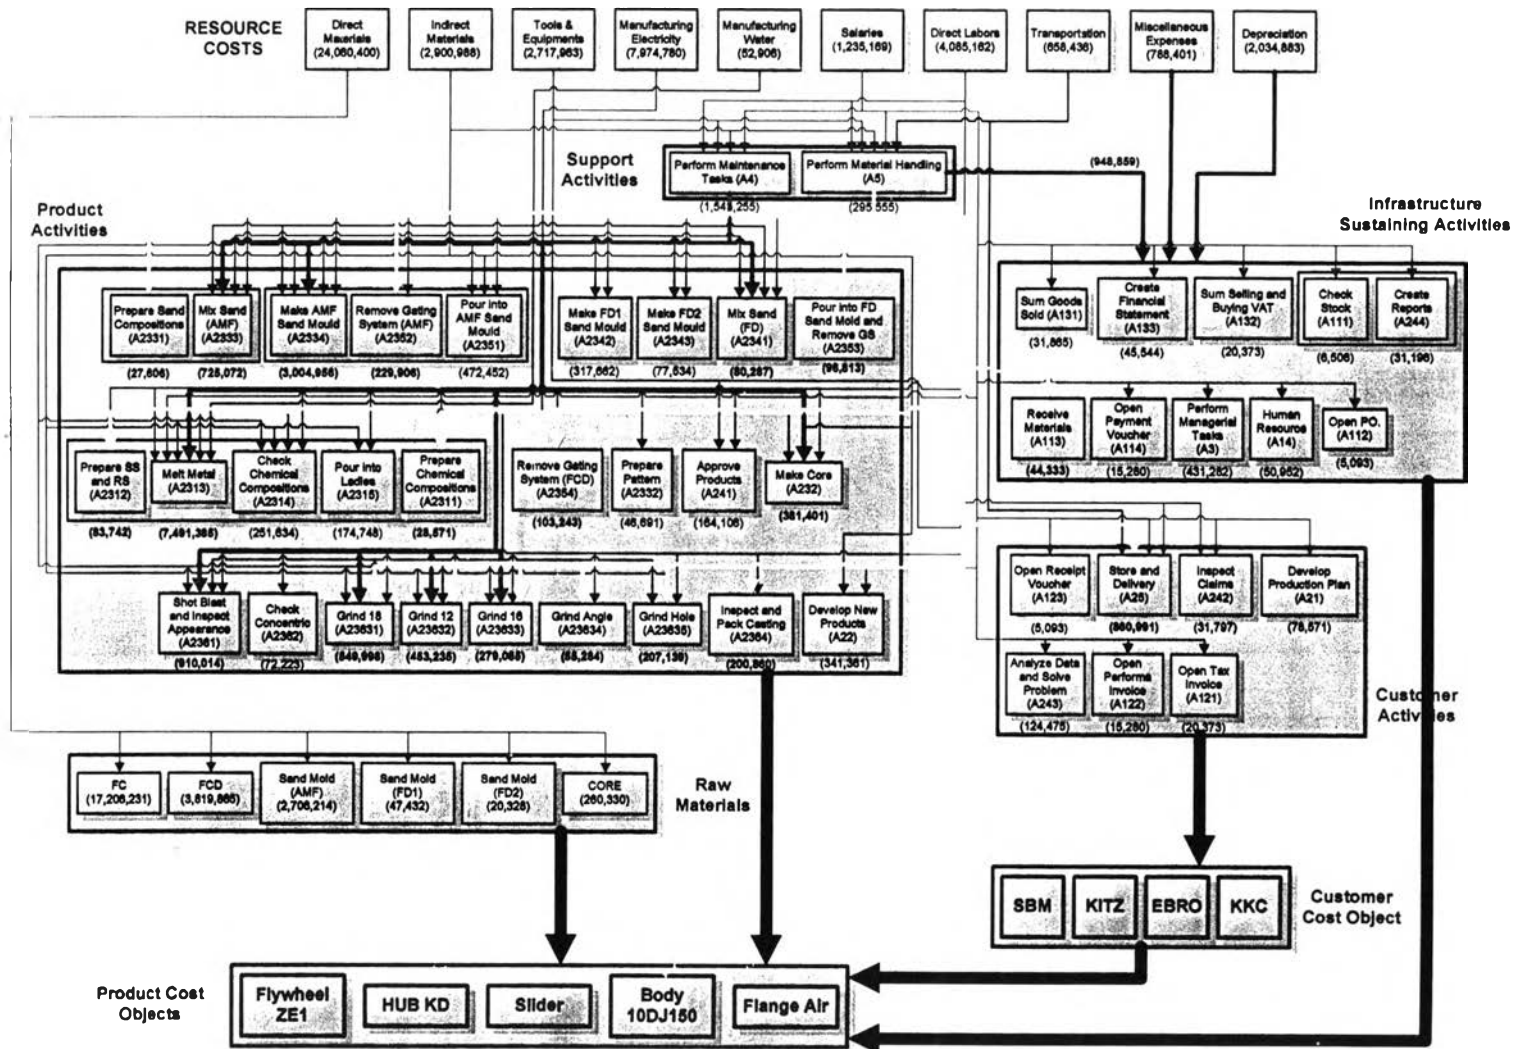 RESOURCE
COSTS
Direct
Materials
(24,060,400)
Indirect
Materials
(2,900,988)
Tools &
Equipments
(2,717,963)
Manufacturing
Electricity
(7,974,780)
Manufacturing
Water
(52,906)
Salaries
(1,235,169)
Direct Labors
(4,085,162)
Transportation
(658,436)
Miscellaneous
Expenses
(788,401)
Depreciation
(2,034,883)
Support
Activities
Perform Maintenance
Tasks (A4)
Perform Material Handling
(A5)
(295,555)
(948,859)
Product
Activities
Infrastructure
Sustaining Activities
Prepare Sand
Compositions
(A2331)
(27,606)
Mix Sand
(AMF)
(A2333)
(728,072)
Make AMF
Sand Mould
(A2334)
(3,004,956)
Remove Gating
System (AMF)
(A2352)
(229,906)
Pour into
AMF Sand
Mould
(A2351)
(472,452)
Make FD1
Sand Mould
(A2342)
(317,662)
Make FD2
Sand Mould
(A2343)
(77,534)
Mix Sand
(FD)
(A2341)
(80,287)
Pour into FD
Sand Mold and
Remove GS
(A2353)
(96,813)
Sum Goods
Sold (A131)
(31,865)
Create
Financial
Statement
(A133)
(45,544)
Sum Selling and
Buying VAT
(A132)
(20,373)
Check
Stock
(A111)
(6,506)
Create
Reports
(A244)
(31,196)
Prepare SS
and RS
(A2312)
(83,742)
Melt Metal
(A2313)
(7,491,365)
Check
Chemical
Compositions
(A2314)
(251,634)
Pour into
Ladles
(A2315)
(174,748)
Prepare
Chemical
Compositions
(A2311)
(28,571)
Remove Gating
System (FCD)
(A2354)
(103,243)
Prepare
Pattern
(A2332)
(46,691)
Approve
Products
(A241)
(164,106)
Make Core
(A232)
(381,401)
Receive
Materials
(A113)
(44,333)
Open
Payment
Voucher
(A114)
(15,280)
Perform
Managerial
Tasks
(A3)
(431,282)
Human
Resource
(A14)
(50,962)
Open PO.
(A112)
(5,093)
Shot Blast
and Inspect
Appearance
(A2361)
(910,014)
Check
Concentric
(A2362)
(72,223)
Grind 18
(A23631)
(849,998)
Grind 12
(A23632)
(453,235)
Grind 16
(A23633)
(279,088)
Grind Angle
(A23634)
(58,284)
Grind Hole
(A23635)
(207,139)
Inspect and
Pack Casting
(A2364)
(200,860)
Develop New
Products
(A22)
(341,361)
Open Receipt
Voucher
(A123)
(5,093)
Store and
Delivery
(A25)
(860,991)
Inspect
Claims
(A242)
(31,797)
Develop
Production Plan
(A21)
(78,571)
Analyze Data
and Solve
Problem
(A243)
(124,475)
Open
Performa
Invoice
(A122)
(15,280)
Open Tax
Invoice
(A121)
(20,373)
Customer
Activities
FC
(17,206,231)
FCD
(3,819,865)
Sand Mold
(AMF)
(2,706,214)
Sand Mold
(FD1)
(47,432)
Sand Mold
(FD2)
(20,328)
CORE
(260,330)
Raw
Materials
SBM
KITZ
EBRO
KKC
Customer
Cost Object
Product Cost
Objects
Flywheel
ZE1
HUB KD
Slider
Body
10DJ150
Flange Air